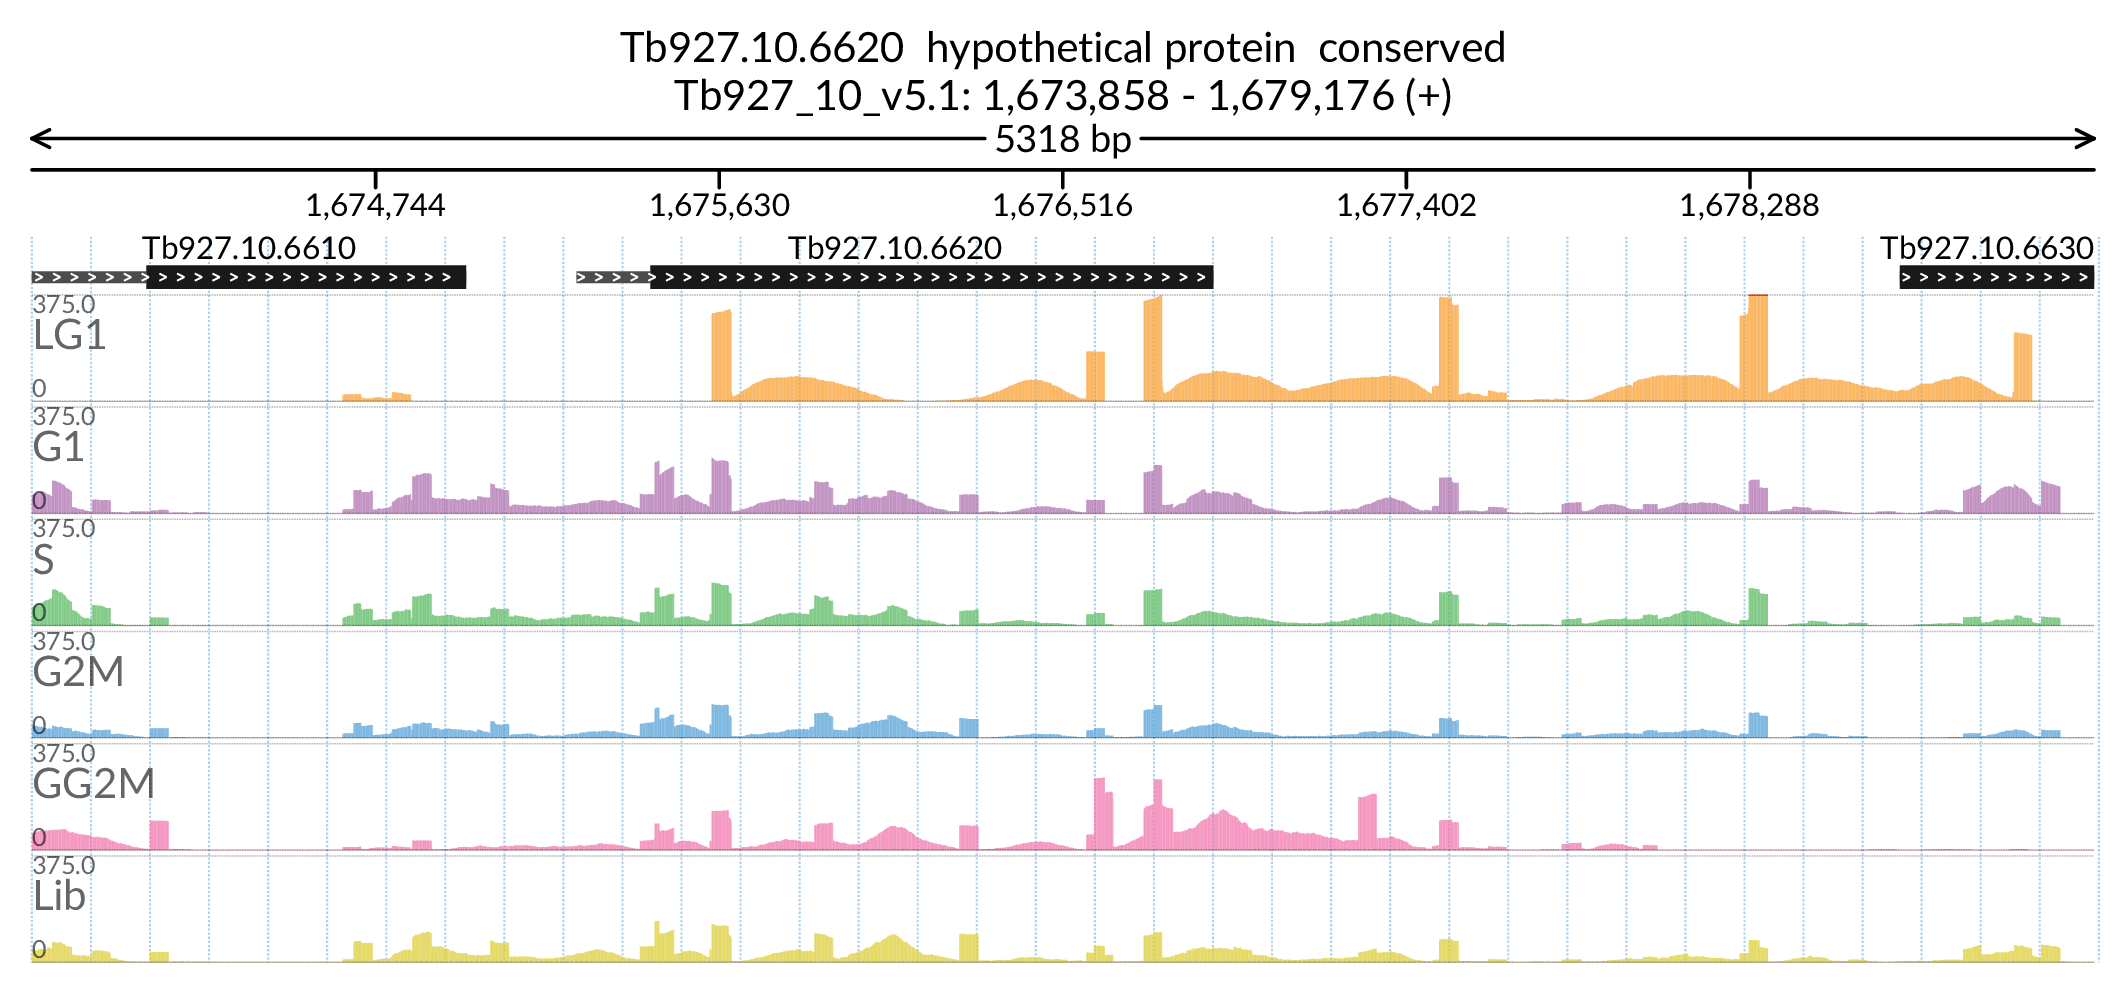 Tb927.10.6620  hypothetical protein  conserved
Tb927_10_v5.1: 1,673,858 - 1,679,176 (+)
5318 bp
1,674,744 1,675,630 1,676,516 1,677,402 1,678,288
Tb927.10.6610 Tb927.10.6620 Tb927.10.6630
375.0
LG1
0
375.0
G1
0
375.0
S
0
375.0
G2M
0
375.0
GG2M
0
375.0
Lib
0